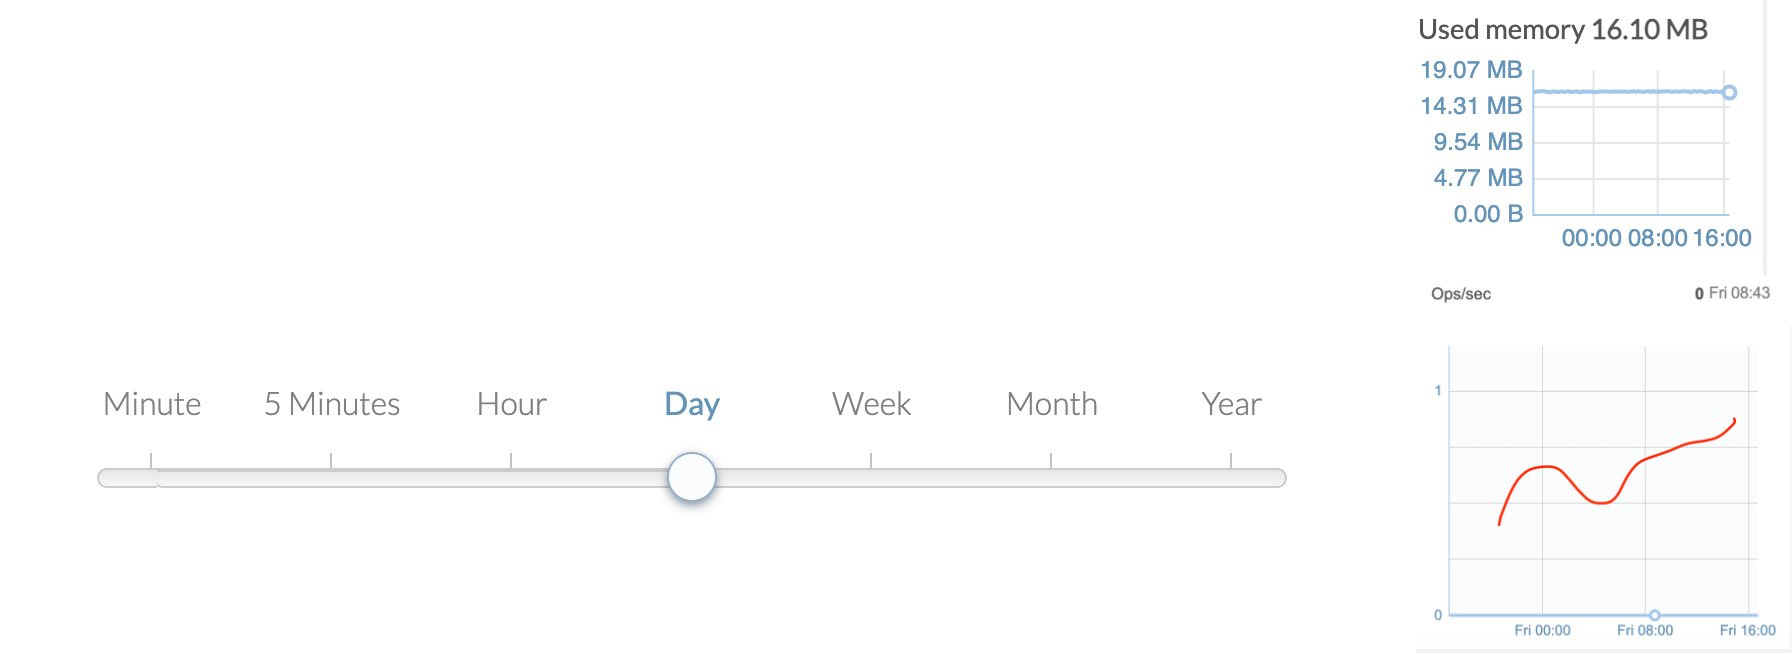 Used memory 16.10 MB
19.07 MB
14.31 MB
9.54 MB
4.77 MB
0.00 B
00:00 08:00 16:00
Ops/sec 0 Fri 08:43
Minute 5 Minutes Hour Day Week Month Year
1
0
Fri 00:00 Fri 08:00 Fri 16:00